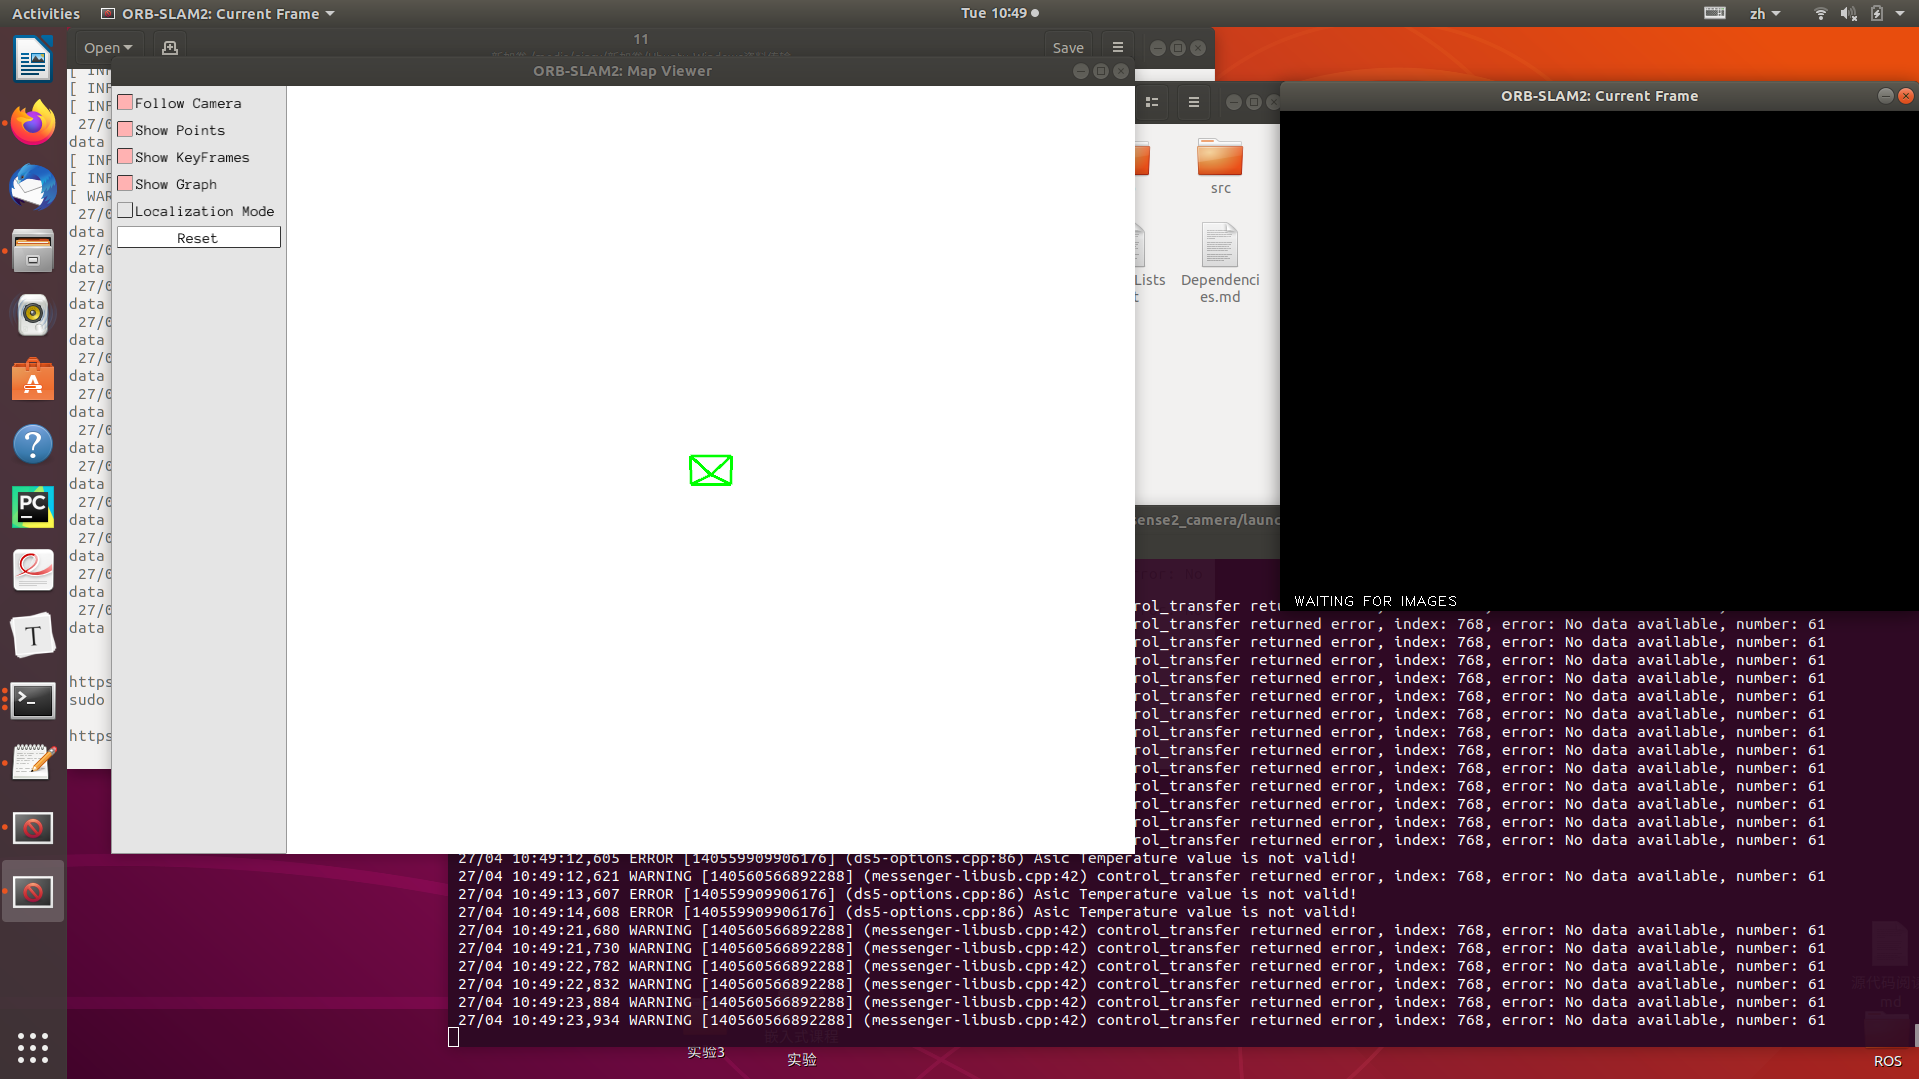 Activities
ORB-SLAM2: Current Frame
Tue 10:49
zh
Open
11
Save
ORB-SLAM2: Map Viewer
Follow Camera
Show Points
Show KeyFrames
Show Graph
Localization Mode
Reset
[ INF
[ INF
27/0
data
[ INF
[ INF
[ WAR
27/0
data
27/0
data
27/0
data
27/0
data
27/0
data
27/0
data
27/0
data
27/0
data
27/0
data
27/0
data
27/0
data
27/0
data
https
sudo
https
src
Lists
t
Dependenci
es.md
ense2_camera/launc
ORB-SLAM2: Current Frame
WAITING FOR IMAGES
rol_transfer retu
rol_transfer returned error, index: 768, error: No data available, number: 61
rol_transfer returned error, index: 768, error: No data available, number: 61
rol_transfer returned error, index: 768, error: No data available, number: 61
rol_transfer returned error, index: 768, error: No data available, number: 61
rol_transfer returned error, index: 768, error: No data available, number: 61
rol_transfer returned error, index: 768, error: No data available, number: 61
rol_transfer returned error, index: 768, error: No data available, number: 61
rol_transfer returned error, index: 768, error: No data available, number: 61
rol_transfer returned error, index: 768, error: No data available, number: 61
rol_transfer returned error, index: 768, error: No data available, number: 61
rol_transfer returned error, index: 768, error: No data available, number: 61
rol_transfer returned error, index: 768, error: No data available, number: 61
rol_transfer returned error, index: 768, error: No data available, number: 61
27/04 10:49:12,605 ERROR [140559909906176] (ds5-options.cpp:86) Asic Temperature value is not valid!
27/04 10:49:12,621 WARNING [140560566892288] (messenger-libusb.cpp:42) control_transfer returned error, index: 768, error: No data available, number: 61
27/04 10:49:13,607 ERROR [140559909906176] (ds5-options.cpp:86) Asic Temperature value is not valid!
27/04 10:49:14,608 ERROR [140559909906176] (ds5-options.cpp:86) Asic Temperature value is not valid!
27/04 10:49:21,680 WARNING [140560566892288] (messenger-libusb.cpp:42) control_transfer returned error, index: 768, error: No data available, number: 61
27/04 10:49:21,730 WARNING [140560566892288] (messenger-libusb.cpp:42) control_transfer returned error, index: 768, error: No data available, number: 61
27/04 10:49:22,782 WARNING [140560566892288] (messenger-libusb.cpp:42) control_transfer returned error, index: 768, error: No data available, number: 61
27/04 10:49:22,832 WARNING [140560566892288] (messenger-libusb.cpp:42) control_transfer returned error, index: 768, error: No data available, number: 61
27/04 10:49:23,884 WARNING [140560566892288] (messenger-libusb.cpp:42) control_transfer returned error, index: 768, error: No data available, number: 61
27/04 10:49:23,934 WARNING [140560566892288] (messenger-libusb.cpp:42) control_transfer returned error, index: 768, error: No data available, number: 61
实验3
实验
md
ROS